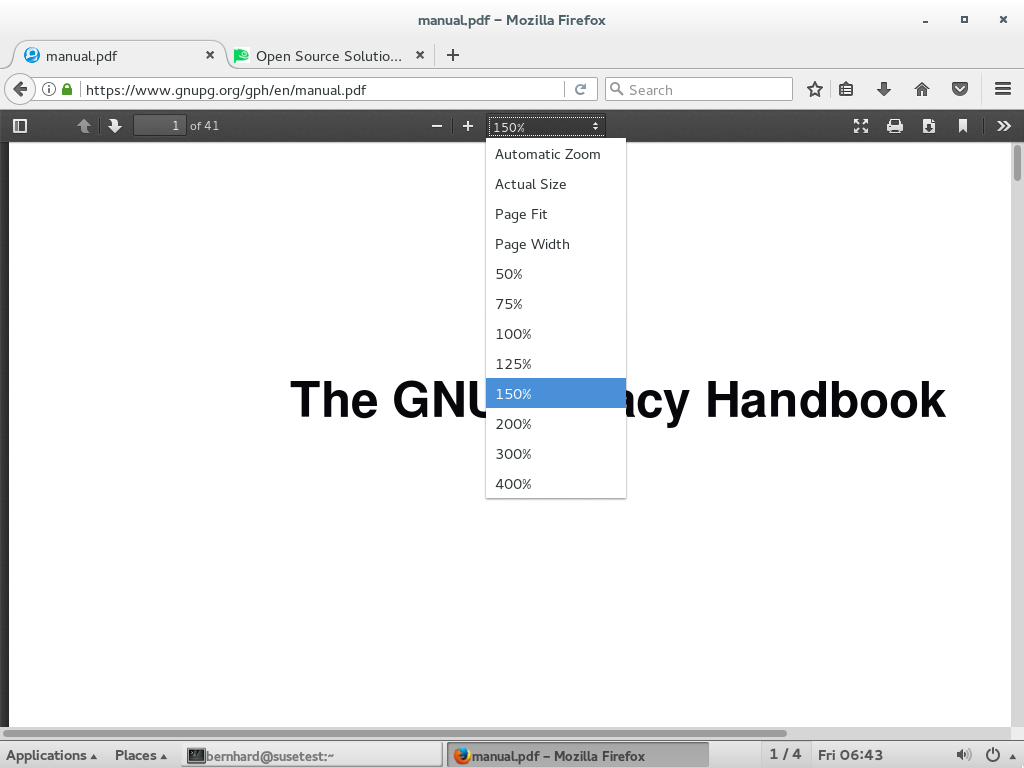 manual.pdf – Mozilla Firefox
manual.pdf
Open Source Solutio...
https://www.gnupg.org/gph/en/manual.pdf
Search
1 of 41
150%
Automatic Zoom
Actual Size
Page Fit
Page Width
50%
75%
100%
125%
150%
200%
300%
400%
The GNU acy Handbook
Applications
Places
bernhard@susetest:~
manual.pdf – Mozilla Firefox
1 / 4
Fri 06:43